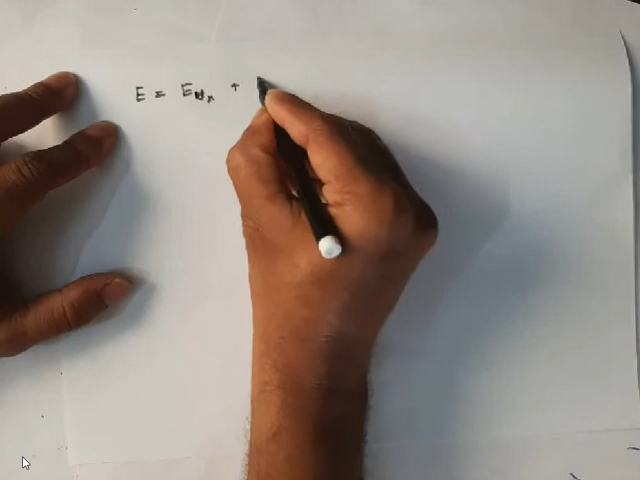 E = E +